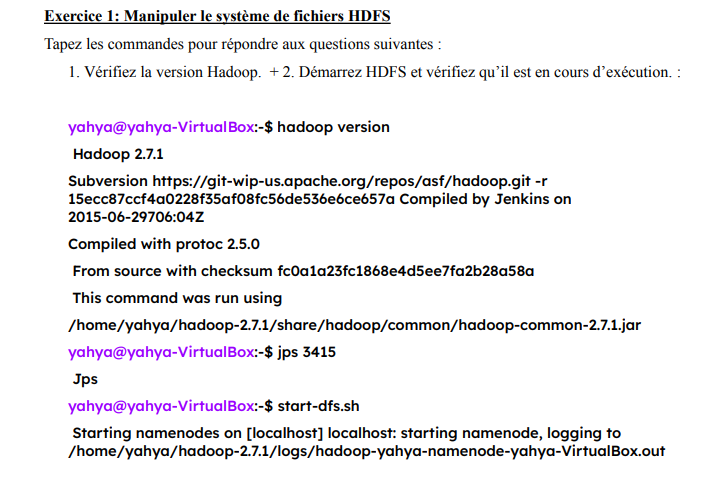 Exercice 1: Manipuler le système de fichiers HDFS
Tapez les commandes pour répondre aux questions suivantes :
1. Vérifiez la version Hadoop. + 2. Démarrez HDFS et vérifiez qu’il est en cours d’exécution. :
yahya@yahya-VirtualBox:-$ hadoop version
Hadoop 2.7.1
Subversion https://git-wip-us.apache.org/repos/asf/hadoop.git -r
15ecc87ccf4a0228f35af08fc56de536e6ce657a Compiled by Jenkins on
2015-06-29706:04Z
Compiled with protoc 2.5.0
From source with checksum fc0a1a23fc1868e4d5ee7fa2b28a58a
This command was run using
/home/yahya/hadoop-2.7.1/share/hadoop/common/hadoop-common-2.7.1.jar
yahya@yahya-VirtualBox:-$ jps 3415
Jps
yahya@yahya-VirtualBox:-$ start-dfs.sh
Starting namenodes on [localhost] localhost: starting namenode, logging to
/home/yahya/hadoop-2.7.1/logs/hadoop-yahya-namenode-yahya-VirtualBox.out